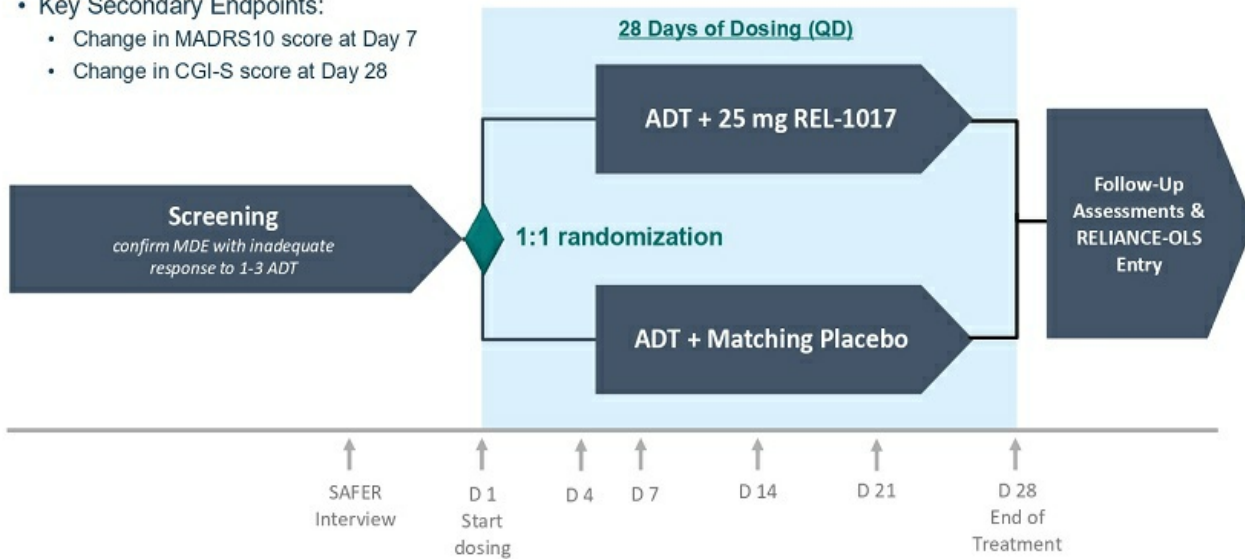 • Key Secondary Endpoints:
• Change in MADRS10 score at Day 7
• Change in CGI-S score at Day 28
28 Days of Dosing (QD)
ADT + 25 mg REL-1017
Screening
confirm MDE with inadequate
response to 1-3 ADT
1:1 randomization
ADT + Matching Placebo
Follow-Up
Assessments &
RELIANCE-OLS
Entry
SAFER
Interview
D 1
Start
dosing
D 4
D 7
D 14
D 21
D 28
End of
Treatment